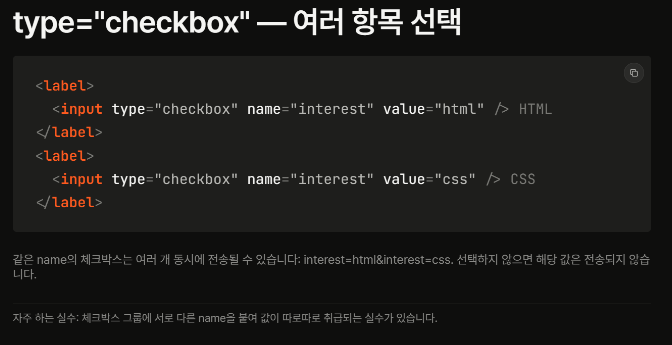 type="checkbox" — 여러 항목 선택
<label>
<input type="checkbox" name="interest" value="html" /> HTML
</label>
<label>
<input type="checkbox" name="interest" value="css" /> CSS
</label>
같은 name의 체크박스는 여러 개 동시에 전송될 수 있습니다: interest=html&interest=css. 선택하지 않으면 해당 값은 전송되지 않습
니다.
자주 하는 실수: 체크박스 그룹에 서로 다른 name을 붙여 값이 따로따로 취급되는 실수가 있습니다.